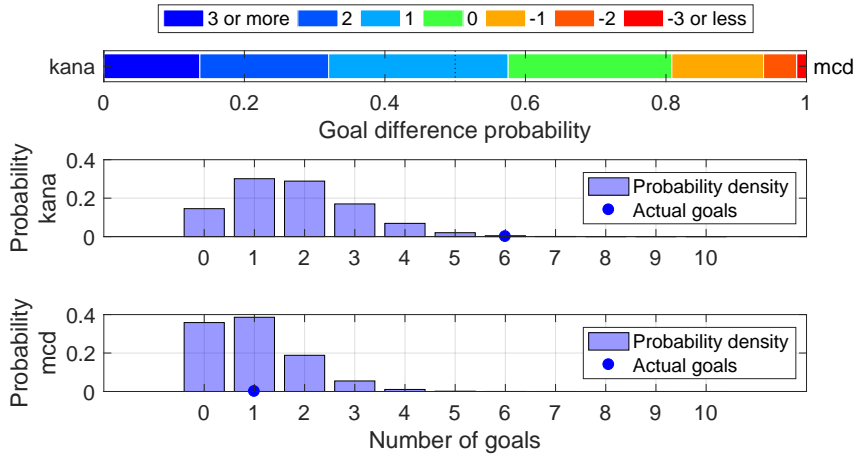 3 or more 2 1 0 -1 -2 -3 or less
kana mcd
0 0.2 0.4 0.6 0.8 1
Goal difference probability
Probability
kana
0.4
0.2
0
Probability density
Actual goals
0 1 2 3 4 5 6 7 8 9 10
Probability
mcd
0.4
0.2
0
Probability density
Actual goals
0 1 2 3 4 5 6 7 8 9 10
Number of goals